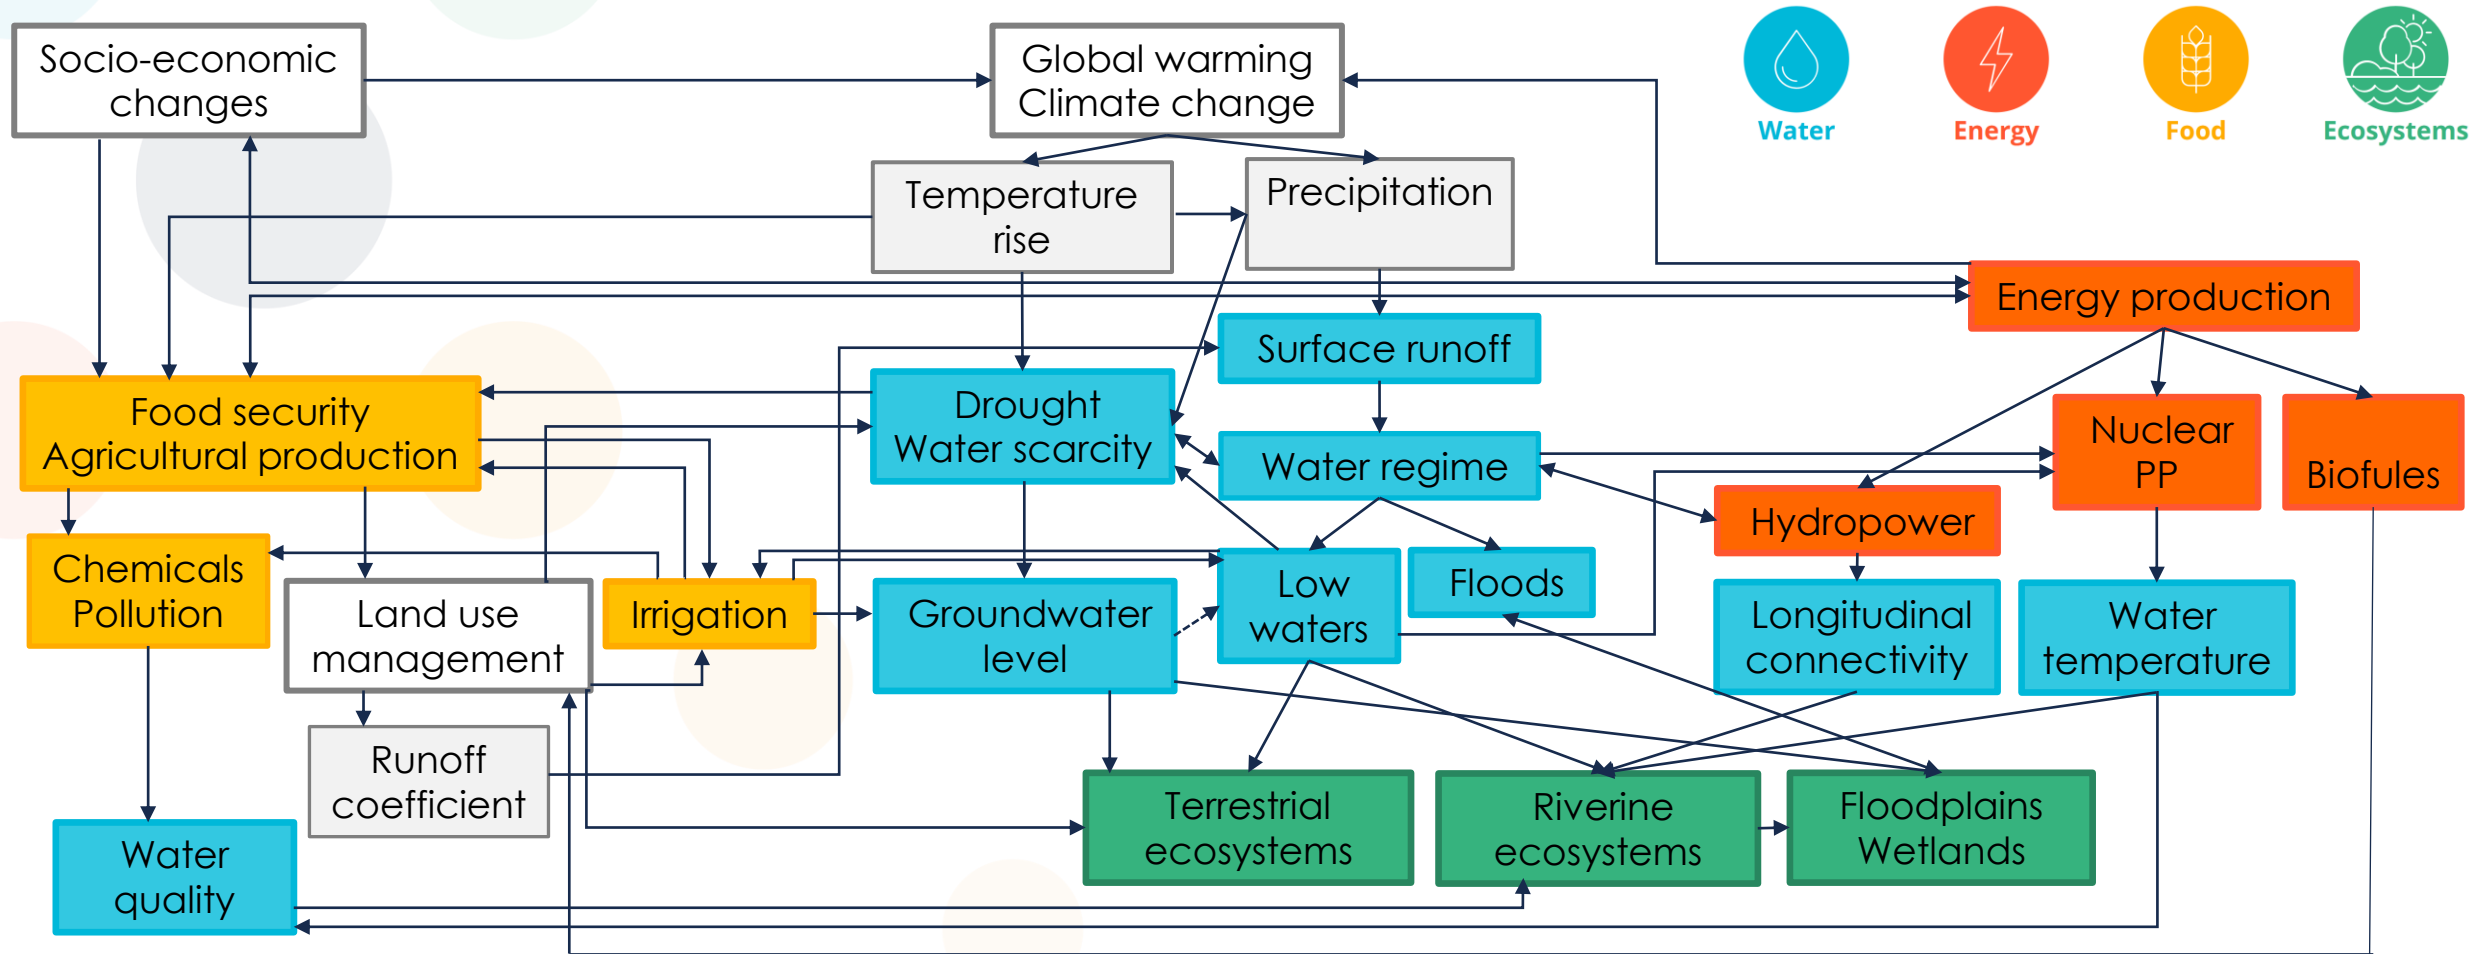 Socio-economic
changes
Global warming
Climate change
Water
Energy
Food
Ecosystems
Temperature
rise
Precipitation
Energy production
Surface runoff
Food security
Agricultural production
Drought
Water scarcity
Water regime
Nuclear
PP
Biofules
Hydropower
Chemicals
Pollution
Land use
management
Irrigation
Groundwater
level
Low
waters
Floods
Longitudinal
connectivity
Water
temperature
Runoff
coefficient
Terrestrial
ecosystems
Riverine
ecosystems
Floodplains
Wetlands
Water
quality